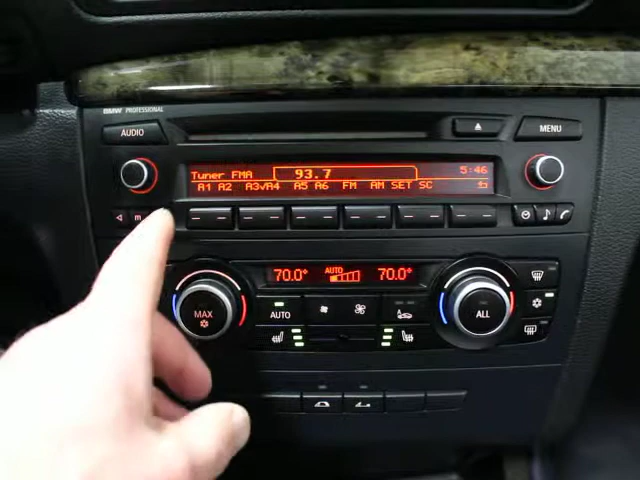 BMW PROFESSIONAL
AUDIO
MENU
Tuner FMA 93.7 5:46
A1 A2 A3√A4 A5 A6 FM AM SET SC
m
70.0° AUTO 70.0°
MAX
AUTO
ALL